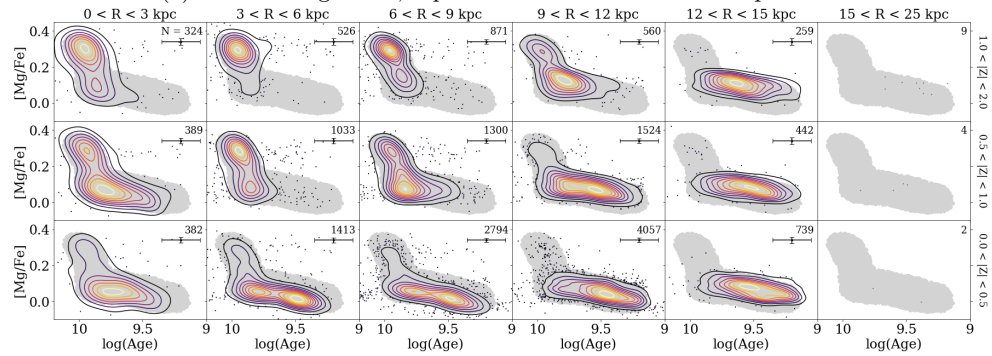 0 < R < 3 kpc 3 < R < 6 kpc 6 < R < 9 kpc 9 < R < 12 kpc 12 < R < 15 kpc 15 < R < 25 kpc
[Mg/Fe] 0.4 0.2 0.0 N = 324 526 871 560 259 9 1.0 < |Z| < 2.0
[Mg/Fe] 0.4 0.2 0.0 389 1033 1300 1524 442 4 0.5 < |Z| < 1.0
[Mg/Fe] 0.4 0.2 0.0 382 1413 2794 4057 739 2 0.0 < |Z| < 0.5
10 9.5 9 10 9.5 9 10 9.5 9 10 9.5 9 10 9.5 9 10 9.5 9
log(Age) log(Age) log(Age) log(Age) log(Age) log(Age)